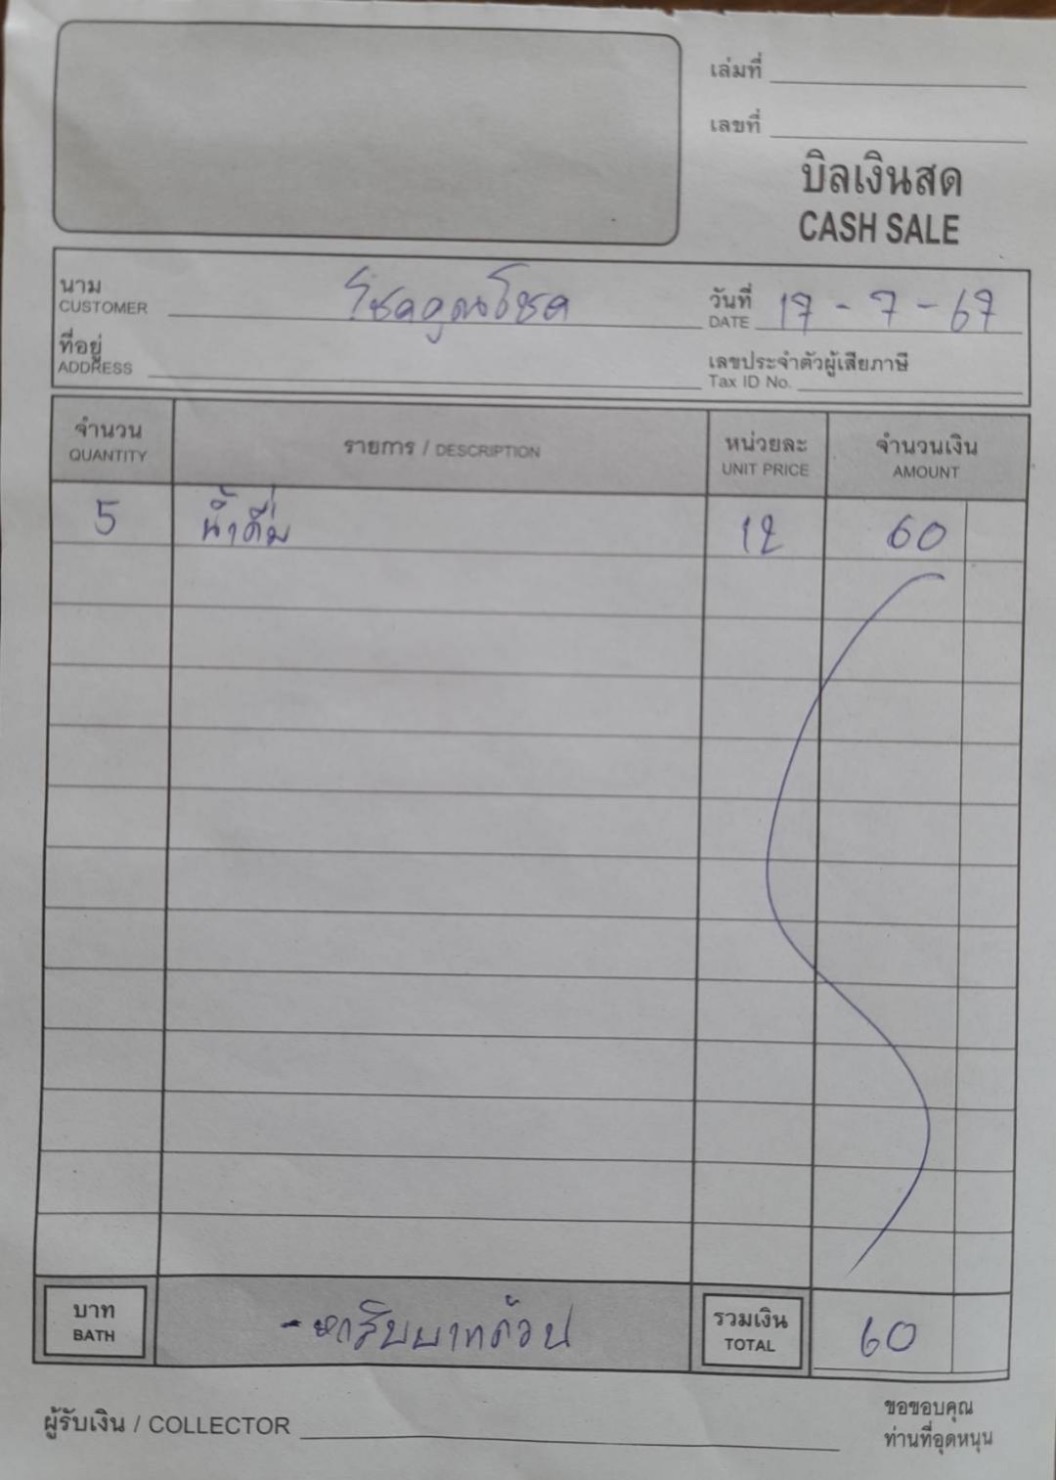 เล่มที่
เลขที่
บิลเงินสด
CASH SALE
นาม
CUSTOMER
โชคคูณโชค
วันที่
DATE
17 - 7 - 67
ที่อยู่
ADDRESS
เลขประจำตัวผู้เสียภาษี
Tax ID No.
จำนวน
QUANTITY
รายการ / DESCRIPTION
หน่วยละ
UNIT PRICE
จำนวนเงิน
AMOUNT
5 น้ำดื่ม 12 60
บาท
BATH
- หกสิบบาทถ้วน
รวมเงิน
TOTAL
60
ผู้รับเงิน / COLLECTOR
ขอขอบคุณ
ท่านที่อุดหนุน